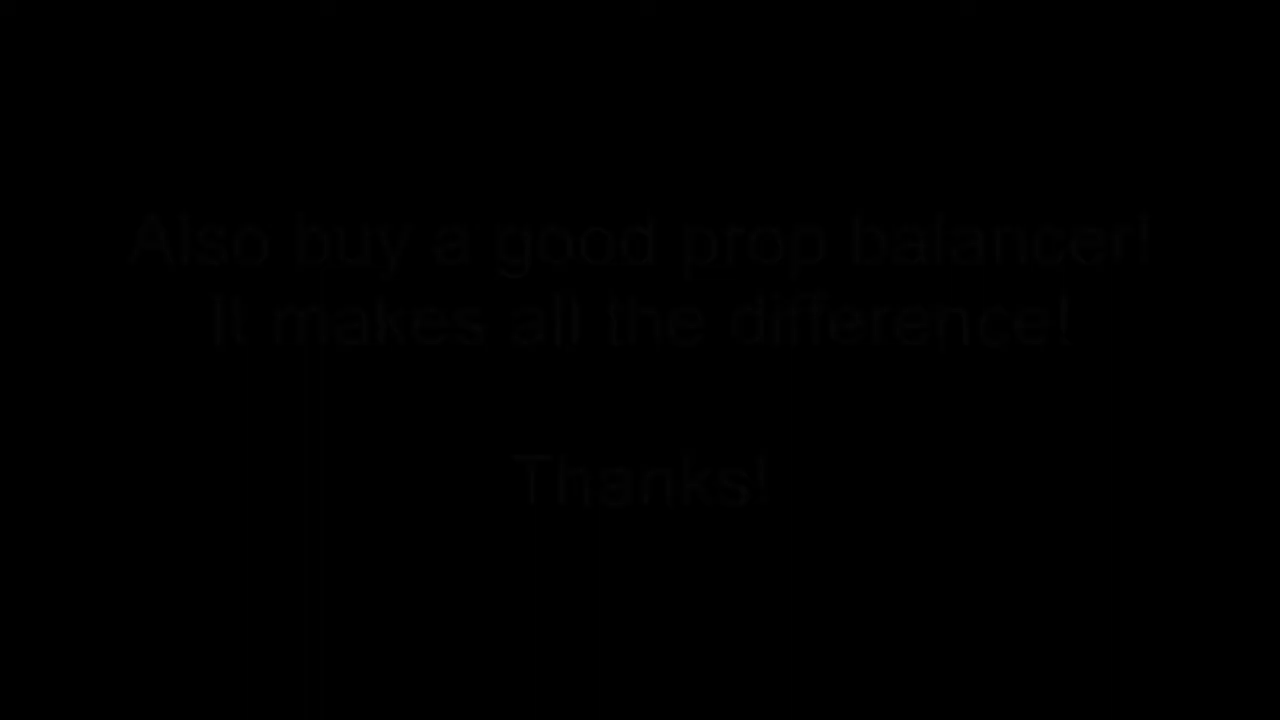 Also buy a good prop balancer!
It makes all the difference!
Thanks!